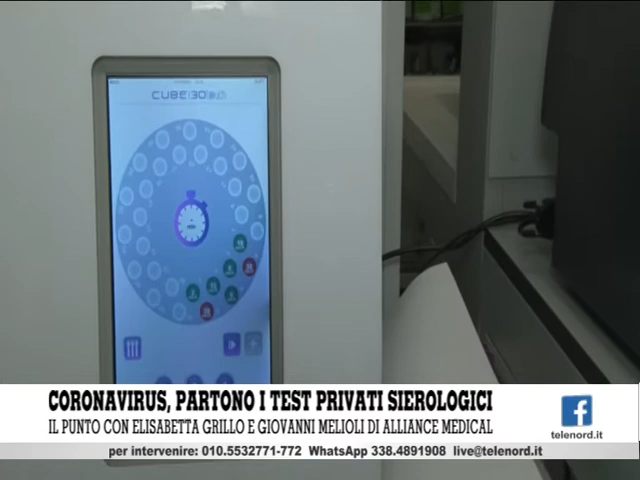 CUBE 30
CORONAVIRUS, PARTONO I TEST PRIVATI SIEROLOGICI
IL PUNTO CON ELISABETTA GRILLO E GIOVANNI MELIOLI DI ALLIANCE MEDICAL
telenord.it
per intervenire: 010.5532771-772 WhatsApp 338.4891908 live@telenord.it